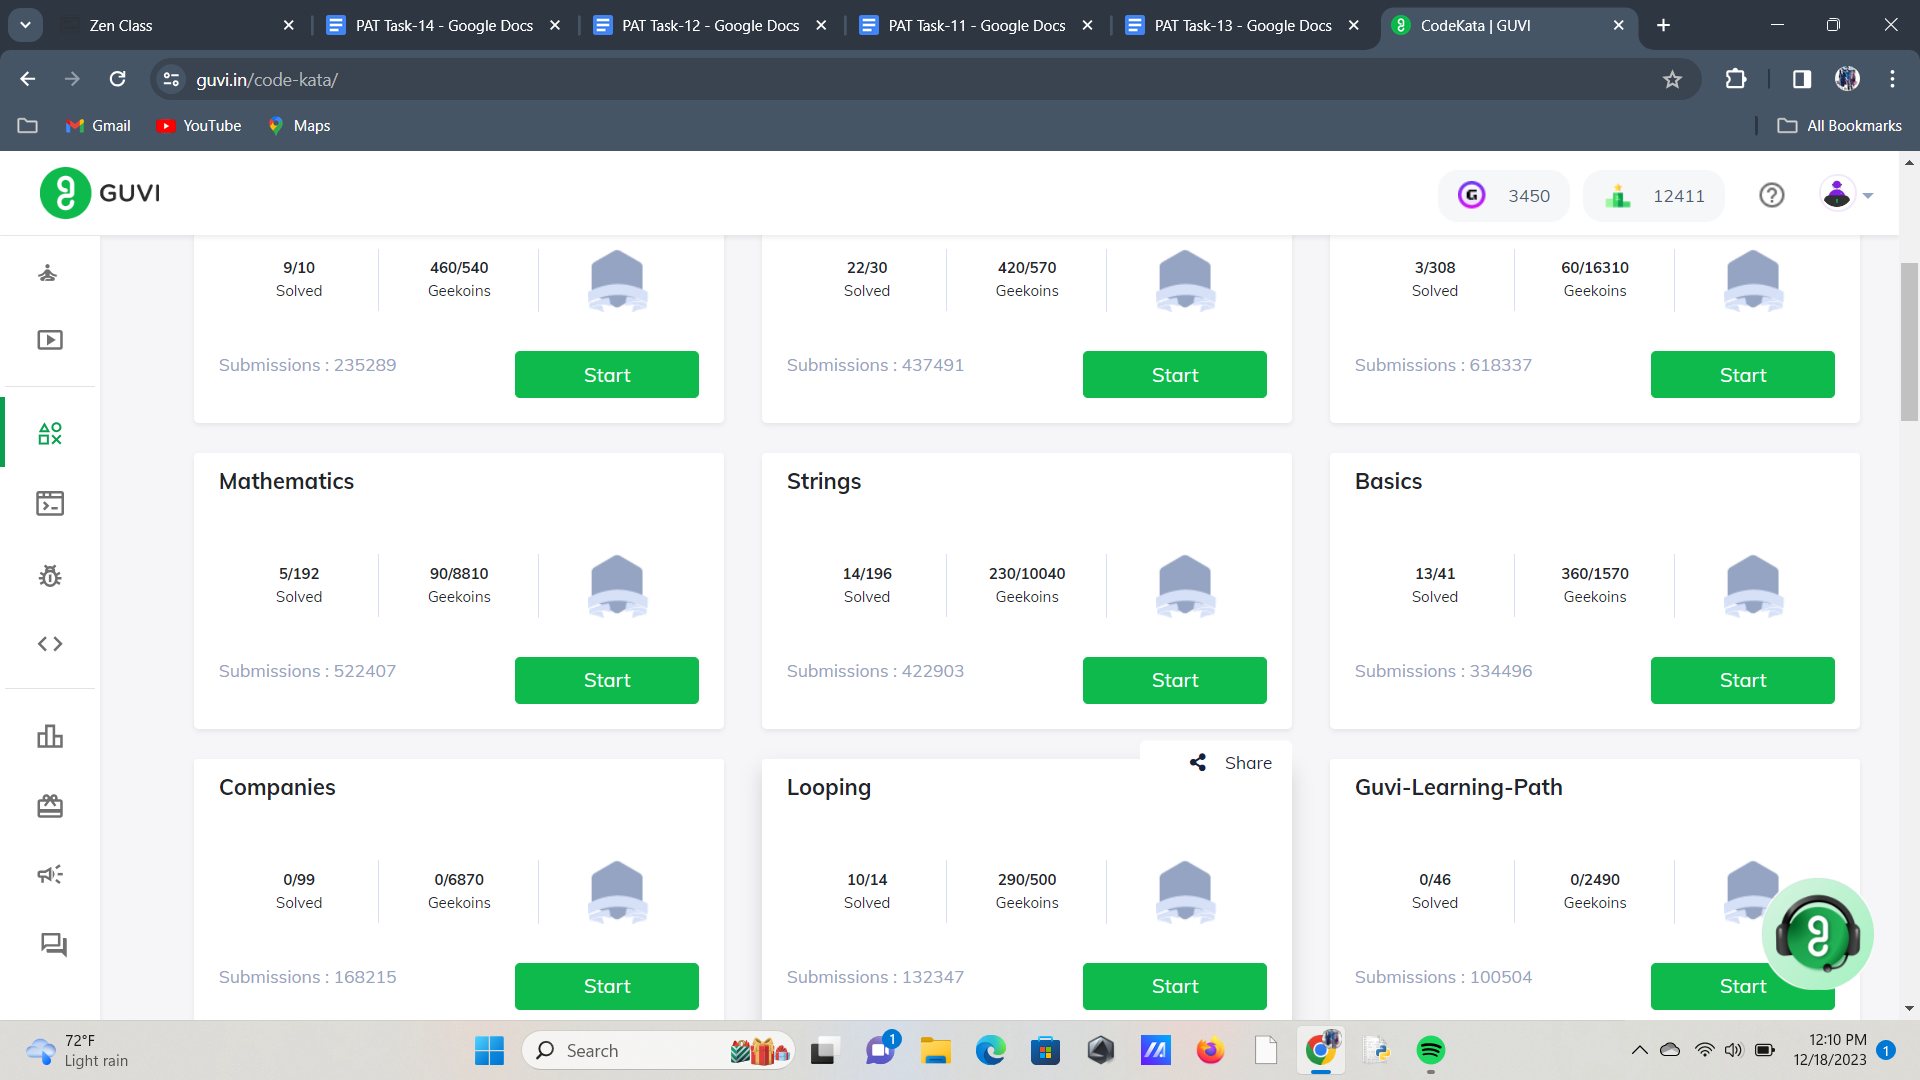 Zen Class
PAT Task-14 - Google Docs
PAT Task-12 - Google Docs
PAT Task-11 - Google Docs
PAT Task-13 - Google Docs
CodeKata | GUVI
guvi.in/code-kata/
Gmail
YouTube
Maps
All Bookmarks
GUVI
3450
12411
9/10
Solved
460/540
Geekoins
Submissions : 235289
Start
22/30
Solved
420/570
Geekoins
Submissions : 437491
Start
3/308
Solved
60/16310
Geekoins
Submissions : 618337
Start
Mathematics
5/192
Solved
90/8810
Geekoins
Submissions : 522407
Start
Strings
14/196
Solved
230/10040
Geekoins
Submissions : 422903
Start
Basics
13/41
Solved
360/1570
Geekoins
Submissions : 334496
Start
Companies
0/99
Solved
0/6870
Geekoins
Submissions : 168215
Start
Share
Looping
10/14
Solved
290/500
Geekoins
Submissions : 132347
Start
Guvi-Learning-Path
0/46
Solved
0/2490
Geekoins
Submissions : 100504
Start
72°F
Light rain
Search
1
12:10 PM
12/18/2023
1